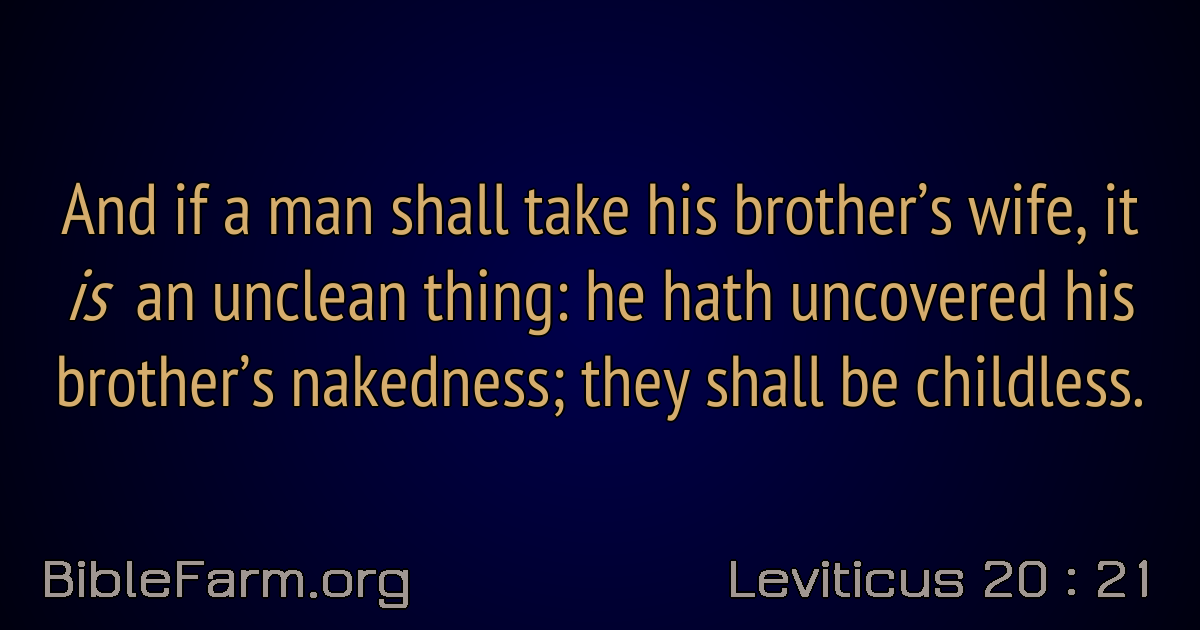 And if a man shall take his brother’s wife, it
is an unclean thing: he hath uncovered his
brother’s nakedness; they shall be childless.
BibleFarm.org
Leviticus 20 : 21